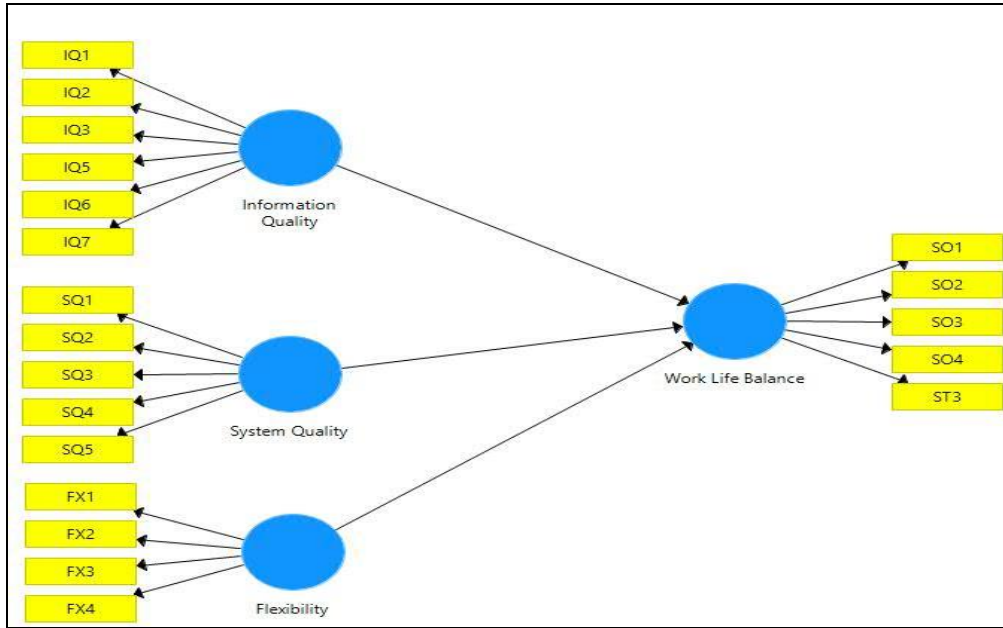 IQ1
IQ2
IQ3
IQ5
IQ6
IQ7
Information
Quality
SQ1
SQ2
SQ3
SQ4
SQ5
System Quality
FX1
FX2
FX3
FX4
Flexibility
Work Life Balance
SO1
SO2
SO3
SO4
ST3